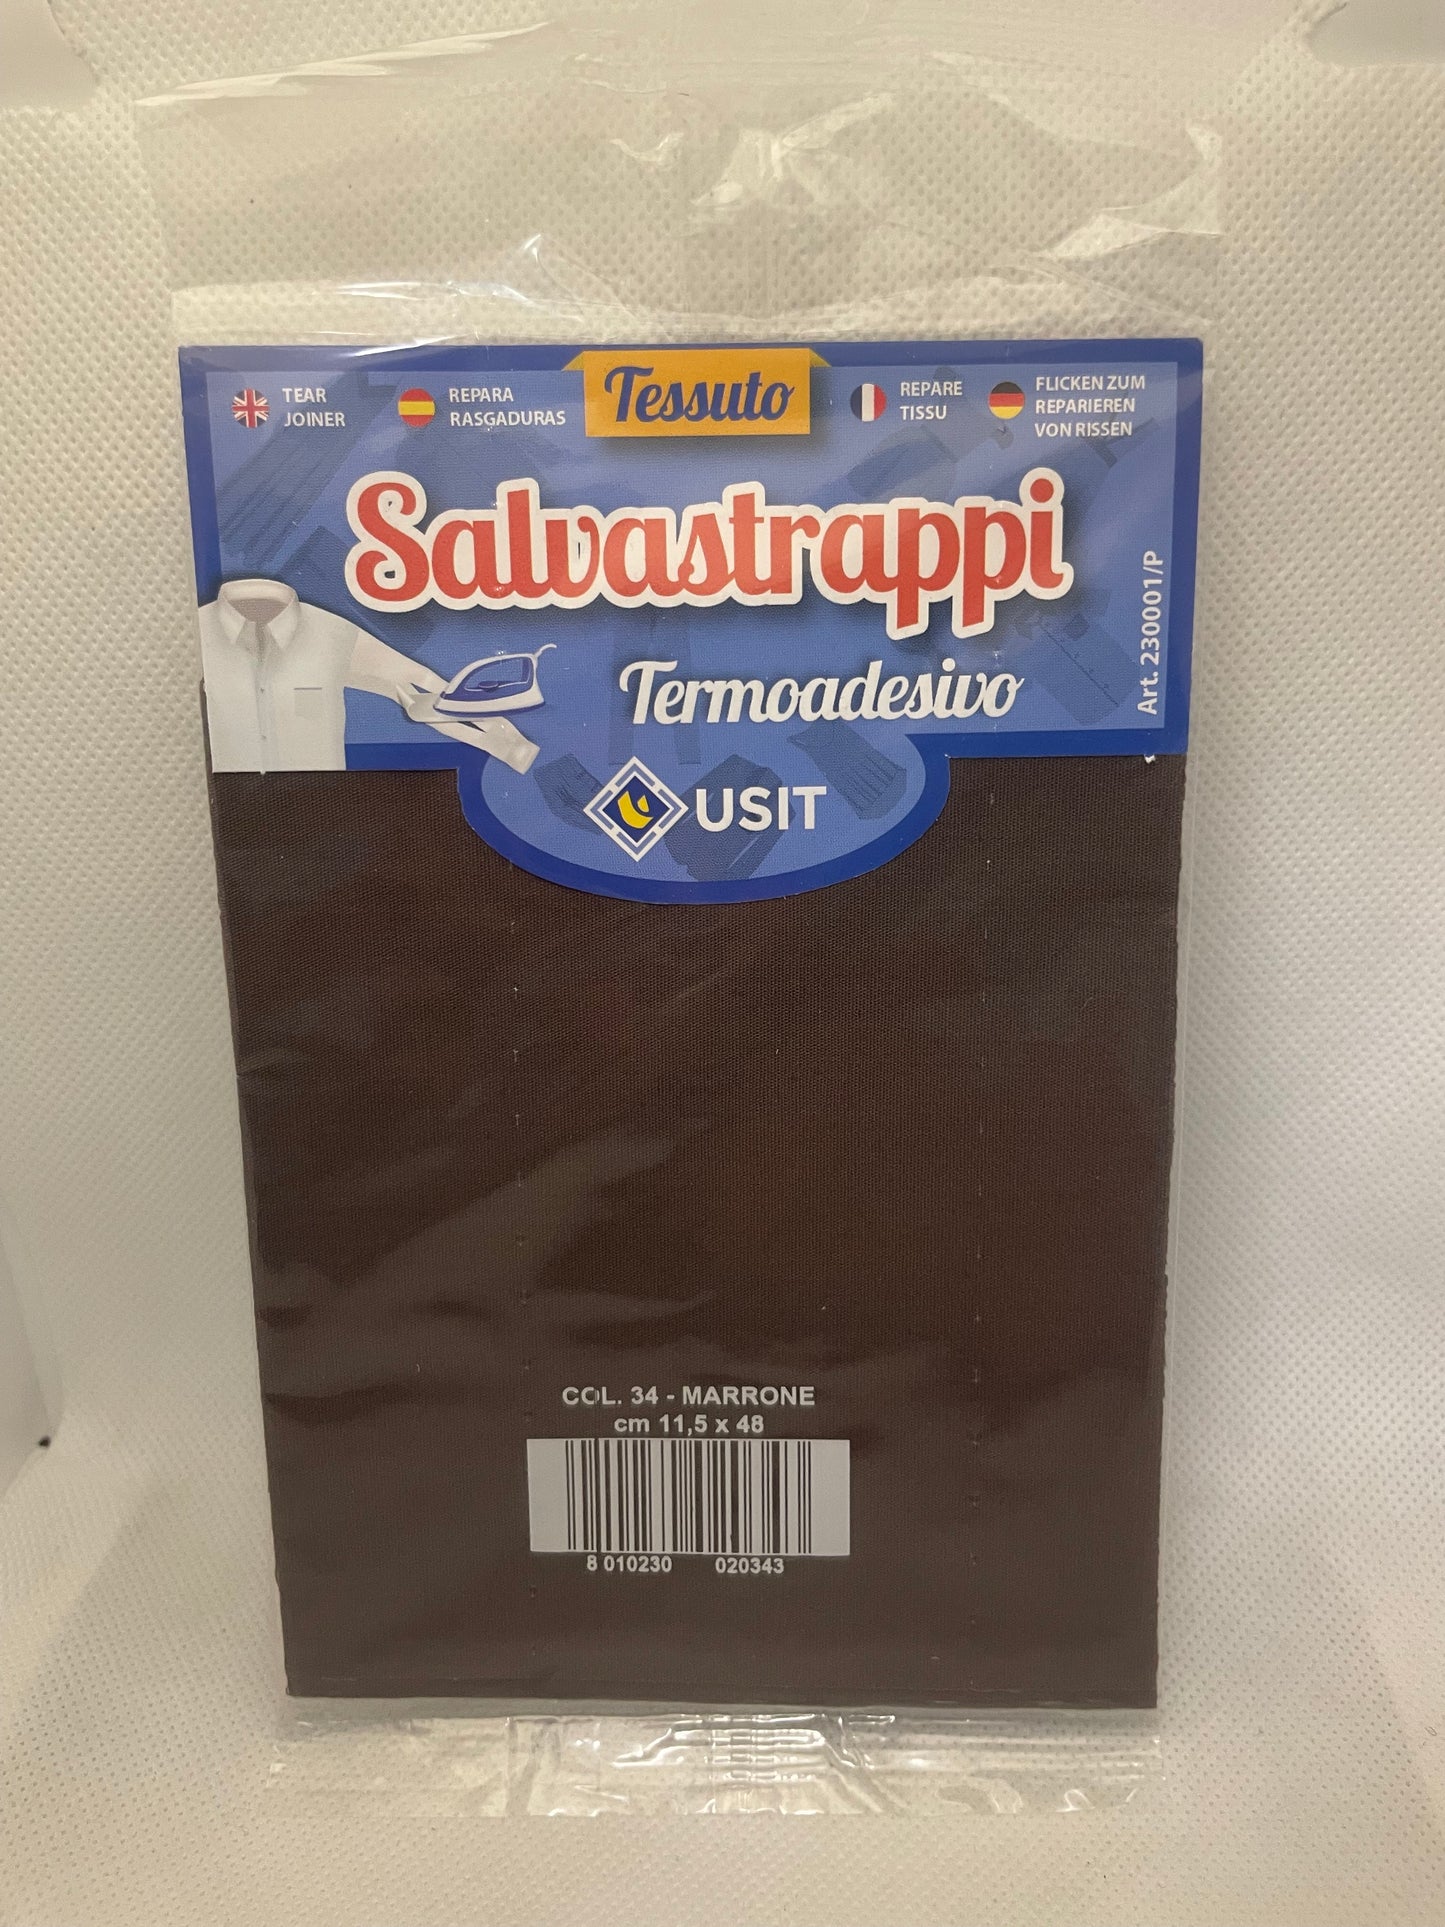 TEAR
JOINER
REPARA
RASGADURAS
Tessuto
REPARE
TISSU
FLICKEN ZUM
REPARIEREN
VON RISSEN
Salvastrappi
Termoadesivo
Art. 230001/P
USIT
COL. 34 - MARRONE
cm 11,5 x 48
8 010230 020343